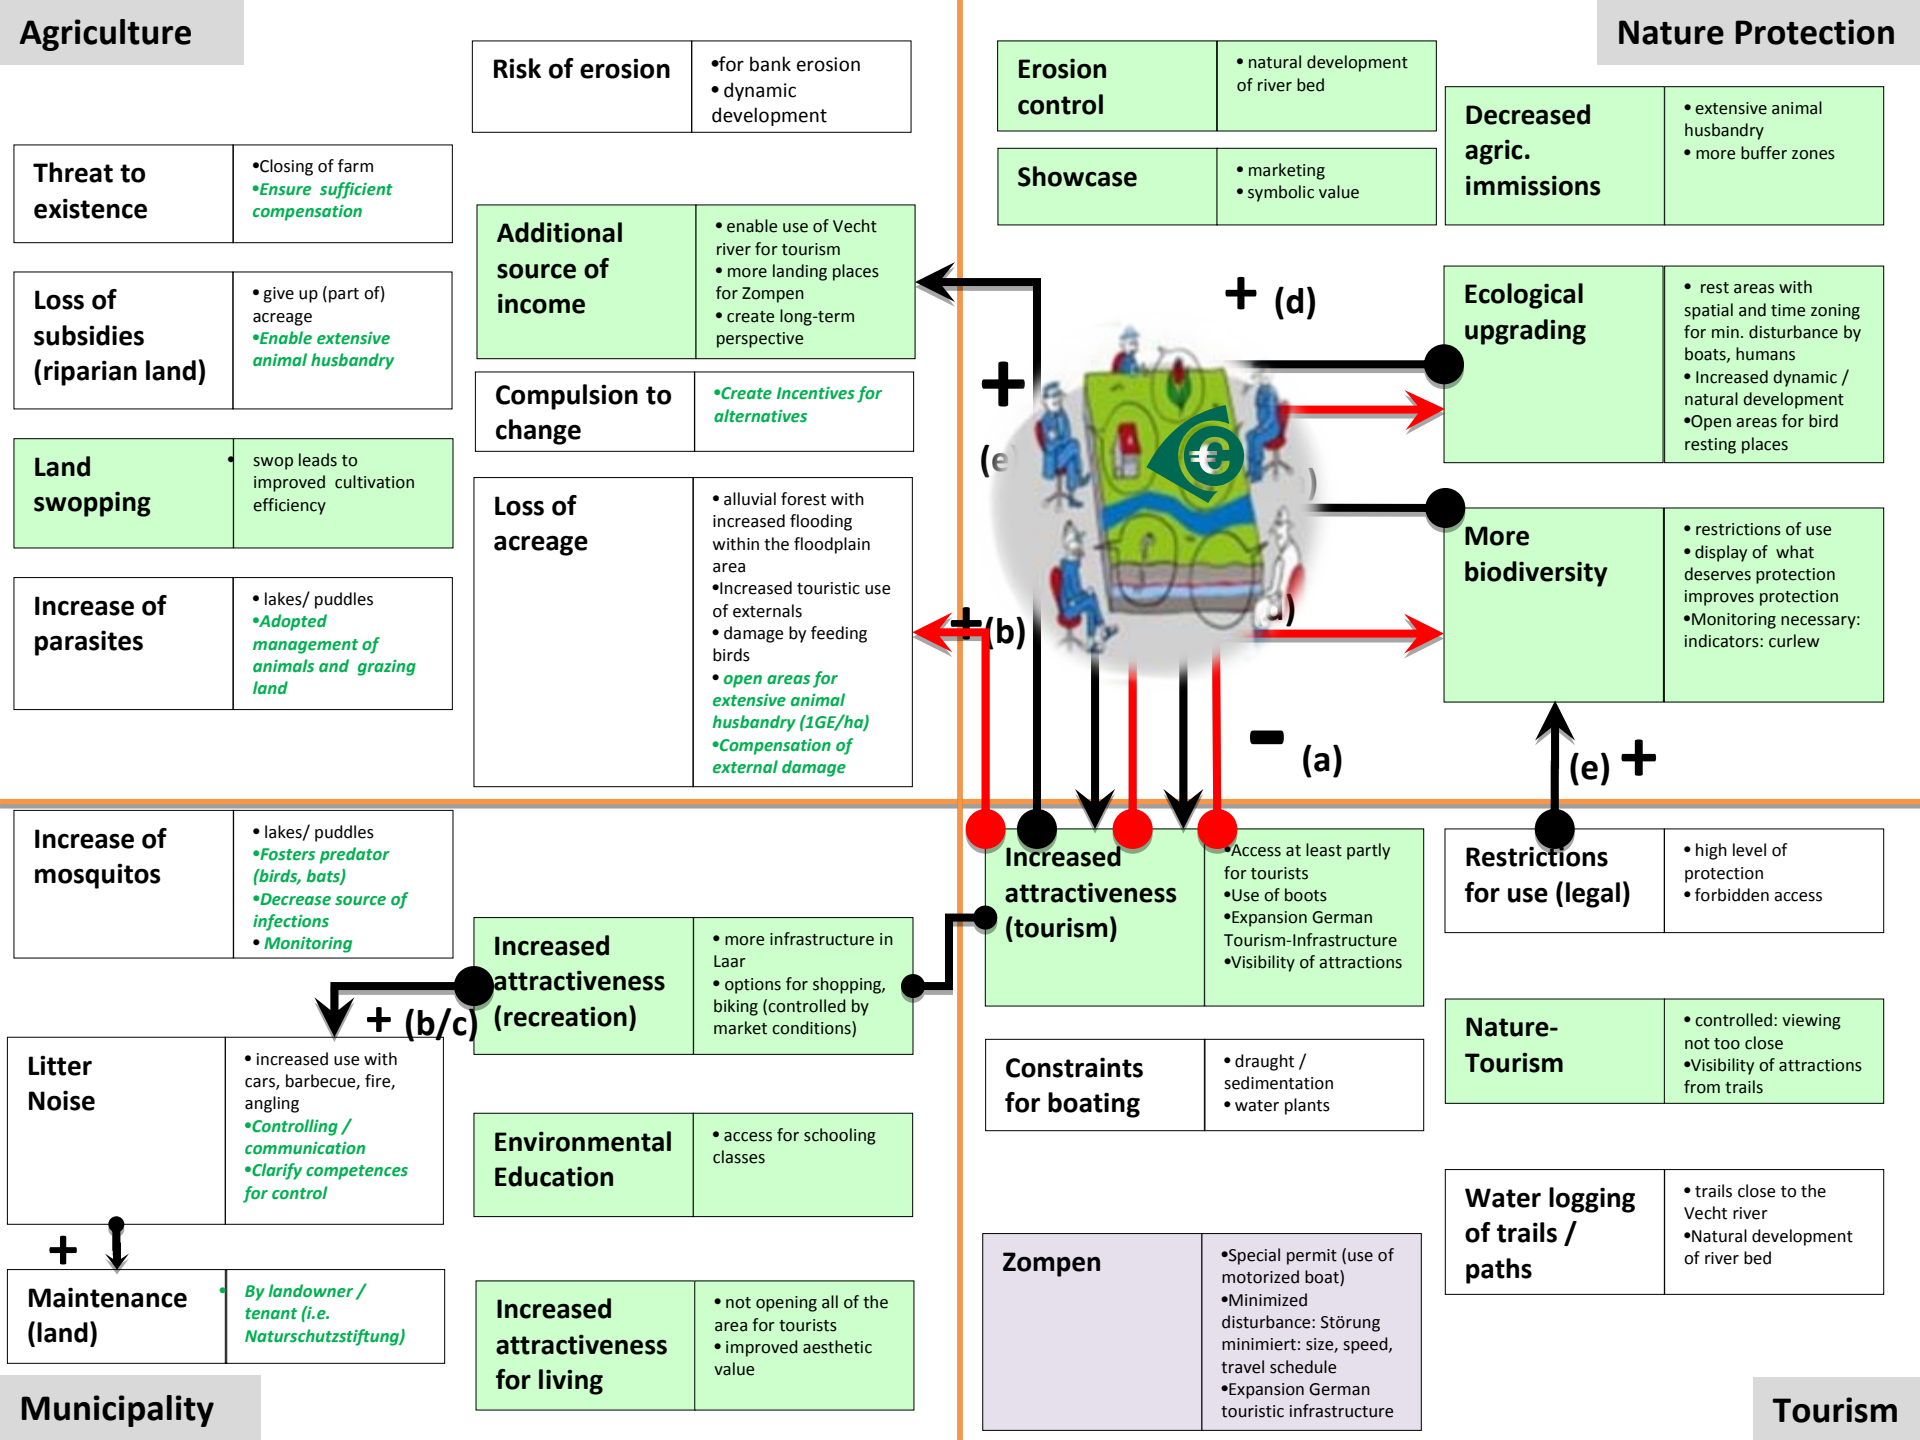 Agriculture
Risk of erosion
•for bank erosion
• dynamic
development
Threat to
existence
•Closing of farm
•Ensure sufficient
compensation
Additional
source of
income
• enable use of Vecht
river for tourism
• more landing places
for Zompen
• create long-term
perspective
Loss of
subsidies
(riparian land)
• give up (part of)
acreage
•Enable extensive
animal husbandry
Compulsion to
change
•Create Incentives for
alternatives
Land
swopping
• swop leads to
improved cultivation
efficiency
Loss of
acreage
• alluvial forest with
increased flooding
within the floodplain
area
•Increased touristic use
of externals
• damage by feeding
birds
• open areas for
extensive animal
husbandry (1GE/ha)
•Compensation of
external damage
Increase of
parasites
• lakes/ puddles
•Adopted
management of
animals and grazing
land
Nature Protection
Erosion
control
• natural development
of river bed
Decreased
agric.
immissions
• extensive animal
husbandry
• more buffer zones
Showcase
• marketing
• symbolic value
+ (d)
Ecological
upgrading
• rest areas with
spatial and time zoning
for min. disturbance by
boats, humans
• Increased dynamic /
natural development
•Open areas for bird
resting places
+
(e
€
)
More
biodiversity
• restrictions of use
• display of what
deserves protection
improves protection
•Monitoring necessary:
indicators: curlew
+(b)
)
- (a)
(e) +
Increase of
mosquitos
• lakes/ puddles
•Fosters predator
(birds, bats)
•Decrease source of
infections
• Monitoring
Increased
attractiveness
(recreation)
• more infrastructure in
Laar
• options for shopping,
biking (controlled by
market conditions)
+ (b/c)
Litter
Noise
• increased use with
cars, barbecue, fire,
angling
•Controlling /
communication
•Clarify competences
for control
Environmental
Education
• access for schooling
classes
+
Maintenance
(land)
• By landowner /
tenant (i.e.
Naturschutzstiftung)
Increased
attractiveness
for living
• not opening all of the
area for tourists
• improved aesthetic
value
Municipality
Increased
attractiveness
(tourism)
•Access at least partly
for tourists
•Use of boots
•Expansion German
Tourism-Infrastructure
•Visibility of attractions
Restrictions
for use (legal)
• high level of
protection
• forbidden access
Constraints
for boating
• draught /
sedimentation
• water plants
Nature-
Tourism
• controlled: viewing
not too close
•Visibility of attractions
from trails
Water logging
of trails /
paths
• trails close to the
Vecht river
•Natural development
of river bed
Zompen
•Special permit (use of
motorized boat)
•Minimized
disturbance: Störung
minimiert: size, speed,
travel schedule
•Expansion German
touristic infrastructure
Tourism